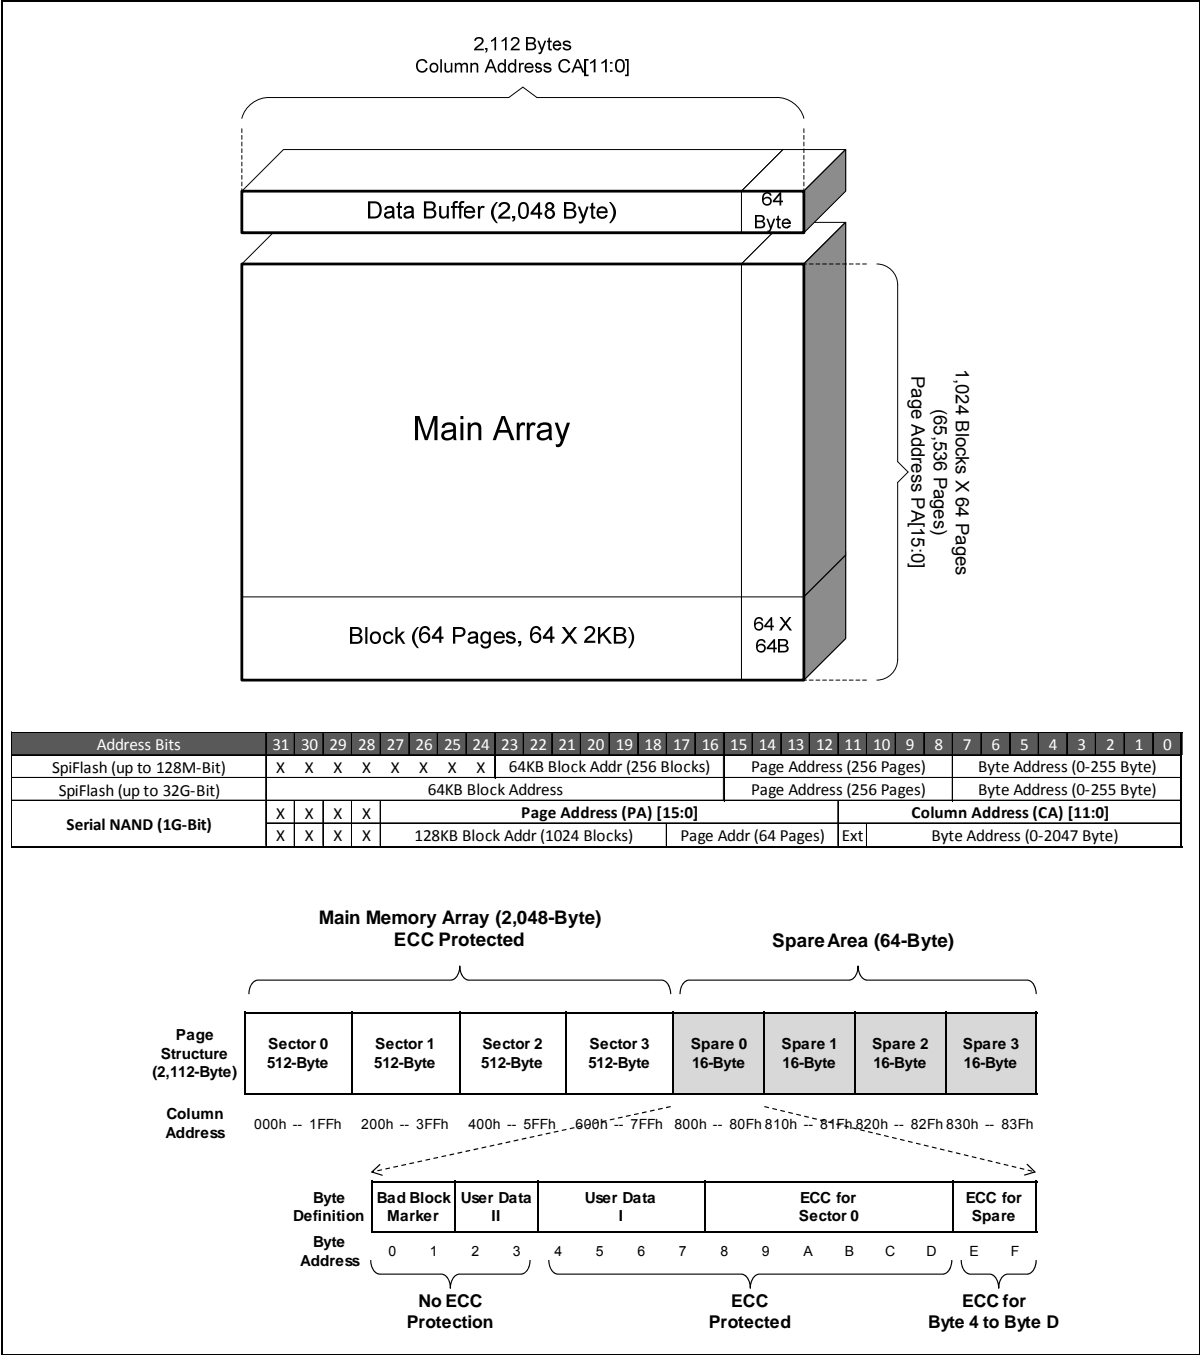 2,112 Bytes
Column Address CA[11:0]
Data Buffer (2,048 Byte)
64
Byte
Main Array
1,024 Blocks X 64 Pages
(65,536 Pages)
Page Address PA[15:0]
Block (64 Pages, 64 X 2KB)
64 X
64B
Address Bits 31 30 29 28 27 26 25 24 23 22 21 20 19 18 17 16 15 14 13 12 11 10 9 8 7 6 5 4 3 2 1 0
SpiFlash (up to 128M-Bit) X X X X X X X X 64KB Block Addr (256 Blocks) Page Address (256 Pages) Byte Address (0-255 Byte)
SpiFlash (up to 32G-Bit) 64KB Block Address Page Address (256 Pages) Byte Address (0-255 Byte)
Serial NAND (1G-Bit)
X X X X Page Address (PA) [15:0] Column Address (CA) [11:0]
X X X X 128KB Block Addr (1024 Blocks) Page Addr (64 Pages) Ext Byte Address (0-2047 Byte)
Main Memory Array (2,048-Byte)
ECC Protected
Spare Area (64-Byte)
Page
Structure
(2,112-Byte)
Sector 0 Sector 1 Sector 2 Sector 3 Spare 0 Spare 1 Spare 2 Spare 3
512-Byte 512-Byte 512-Byte 512-Byte 16-Byte 16-Byte 16-Byte 16-Byte
Column
Address
000h -- 1FFh 200h -- 3FFh 400h -- 5FFh 600h -- 7FFh 800h -- 80Fh 810h -- 81Fh 820h -- 82Fh 830h -- 83Fh
Byte
Definition
Bad Block User Data User Data ECC for ECC for
Marker II I Sector 0 Spare
Byte
Address
0 1 2 3 4 5 6 7 8 9 A B C D E F
No ECC
Protection
ECC
Protected
ECC for
Byte 4 to Byte D